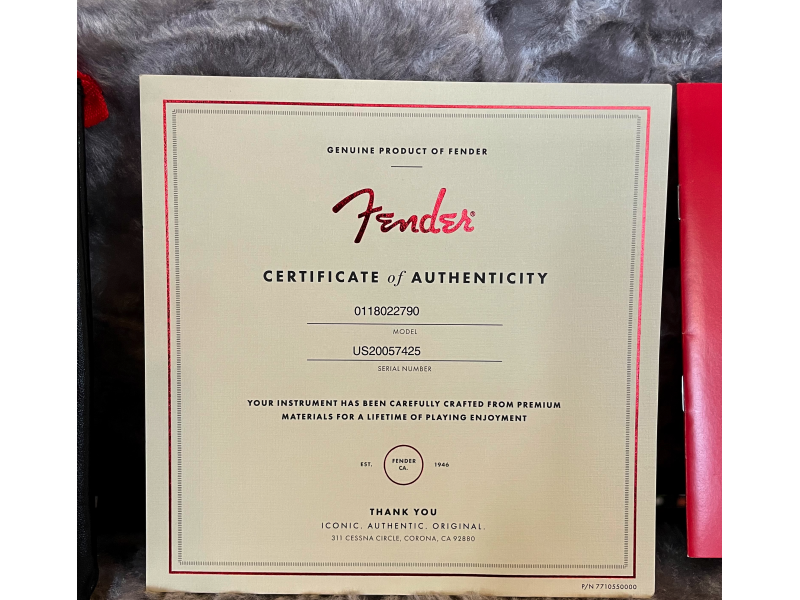 GENUINE PRODUCT OF FENDER
Fender®
CERTIFICATE of AUTHENTICITY
0118022790
MODEL
US20057425
SERIAL NUMBER
YOUR INSTRUMENT HAS BEEN CAREFULLY CRAFTED FROM PREMIUM
MATERIALS FOR A LIFETIME OF PLAYING ENJOYMENT
EST. FENDER CA. 1946
THANK YOU
ICONIC. AUTHENTIC. ORIGINAL.
311 CESSNA CIRCLE, CORONA, CA 92880
P/N 7710550000